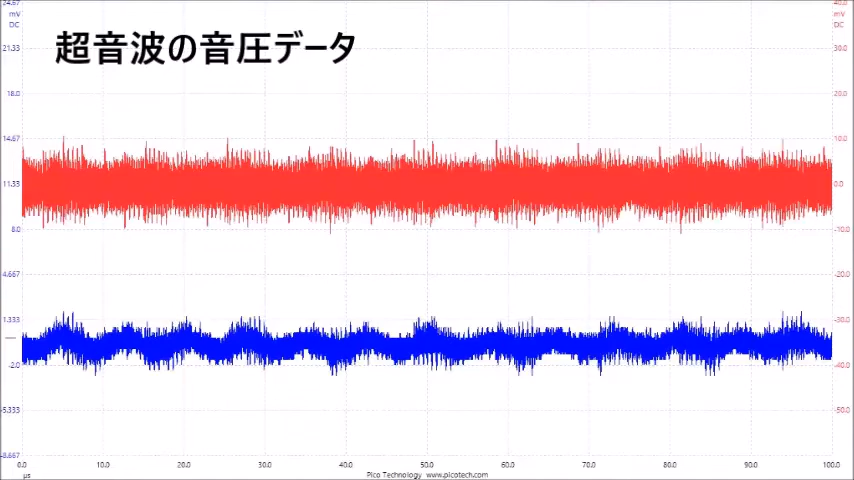 24.67 40.0
mV mV
DC DC
超音波の音圧データ
21.33 30.0
18.0 20.0
14.67 10.0
11.33 0.0
8.0 -10.0
4.667 -20.0
1.333 -30.0
-2.0 -40.0
-5.333 -50.0
-8.667
0.0 10.0 20.0 30.0 40.0 50.0 60.0 70.0 80.0 90.0 100.0
µs Pico Technology www.picotech.com